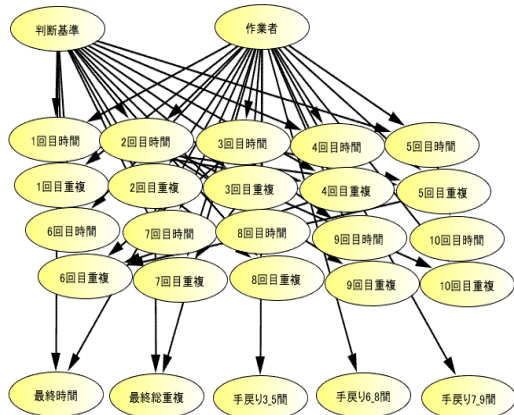 判断基準
作業者
1回目時間
2回目時間
3回目時間
4回目時間
5回目時間
1回目重複
2回目重複
3回目重複
4回目重複
5回目重複
6回目時間
7回目時間
8回目時間
9回目時間
10回目時間
6回目重複
7回目重複
8回目重複
9回目重複
10回目重複
最終時間
最終総重複
手戻り3,5間
手戻り6,8間
手戻り7,9間